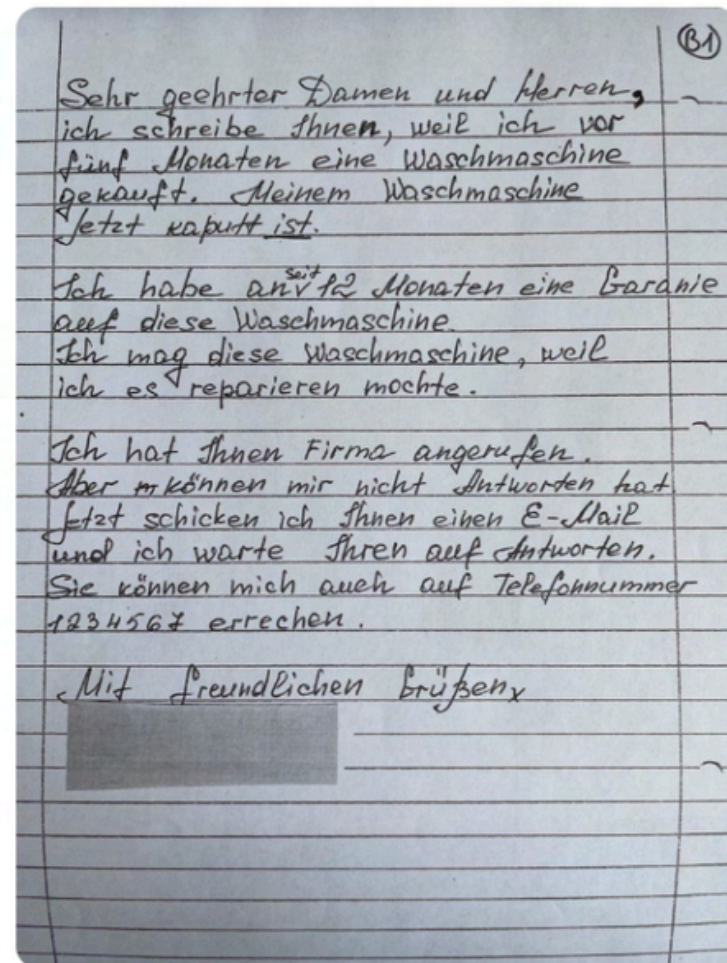 B1
Sehr geehrter Damen und Herren,
ich schreibe Ihnen, weil ich vor
fünf Monaten eine Waschmaschine
gekauft. Meinem Waschmaschine
Jetzt kaputt ist.
Ich habe an seit 12 Monaten eine Garanie
auf diese Waschmaschine.
Ich mag diese Waschmaschine, weil
ich es reparieren mochte.
Ich hat Ihnen Firma angerufen.
Aber können mir nicht Antworten hat
Jetzt schicken ich Ihnen einen E-Mail
und ich warte Ihren auf Antworten.
Sie können mich auch auf Telefonnummer
1234567 errechen.
Mit freundlichen Grüßen